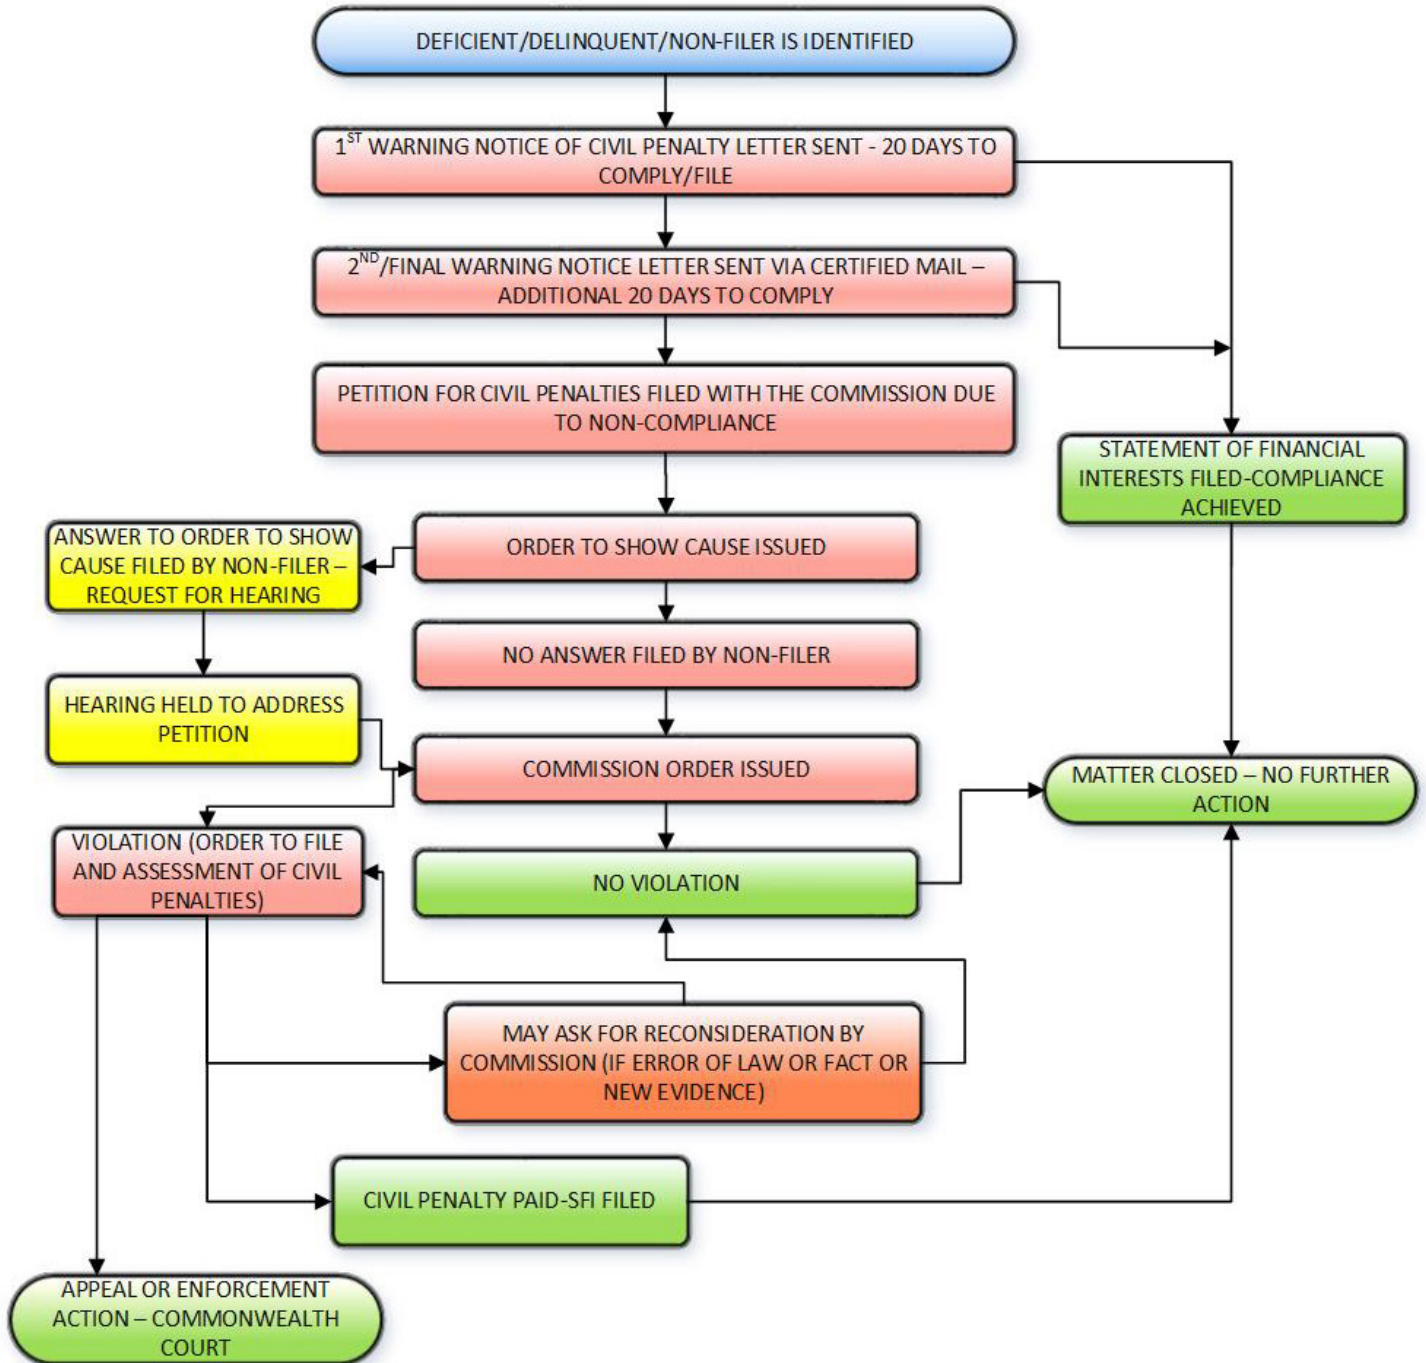 DEFICIENT/DELINQUENT/NON-FILER IS IDENTIFIED
1ST WARNING NOTICE OF CIVIL PENALTY LETTER SENT - 20 DAYS TO
COMPLY/FILE
2ND/FINAL WARNING NOTICE LETTER SENT VIA CERTIFIED MAIL –
ADDITIONAL 20 DAYS TO COMPLY
PETITION FOR CIVIL PENALTIES FILED WITH THE COMMISSION DUE
TO NON-COMPLIANCE
STATEMENT OF FINANCIAL
INTERESTS FILED-COMPLIANCE
ACHIEVED
ORDER TO SHOW CAUSE ISSUED
ANSWER TO ORDER TO SHOW
CAUSE FILED BY NON-FILER –
REQUEST FOR HEARING
NO ANSWER FILED BY NON-FILER
HEARING HELD TO ADDRESS
PETITION
COMMISSION ORDER ISSUED
MATTER CLOSED – NO FURTHER
ACTION
VIOLATION (ORDER TO FILE
AND ASSESSMENT OF CIVIL
PENALTIES)
NO VIOLATION
MAY ASK FOR RECONSIDERATION BY
COMMISSION (IF ERROR OF LAW OR FACT OR
NEW EVIDENCE)
CIVIL PENALTY PAID-SFI FILED
APPEAL OR ENFORCEMENT
ACTION – COMMONWEALTH
COURT